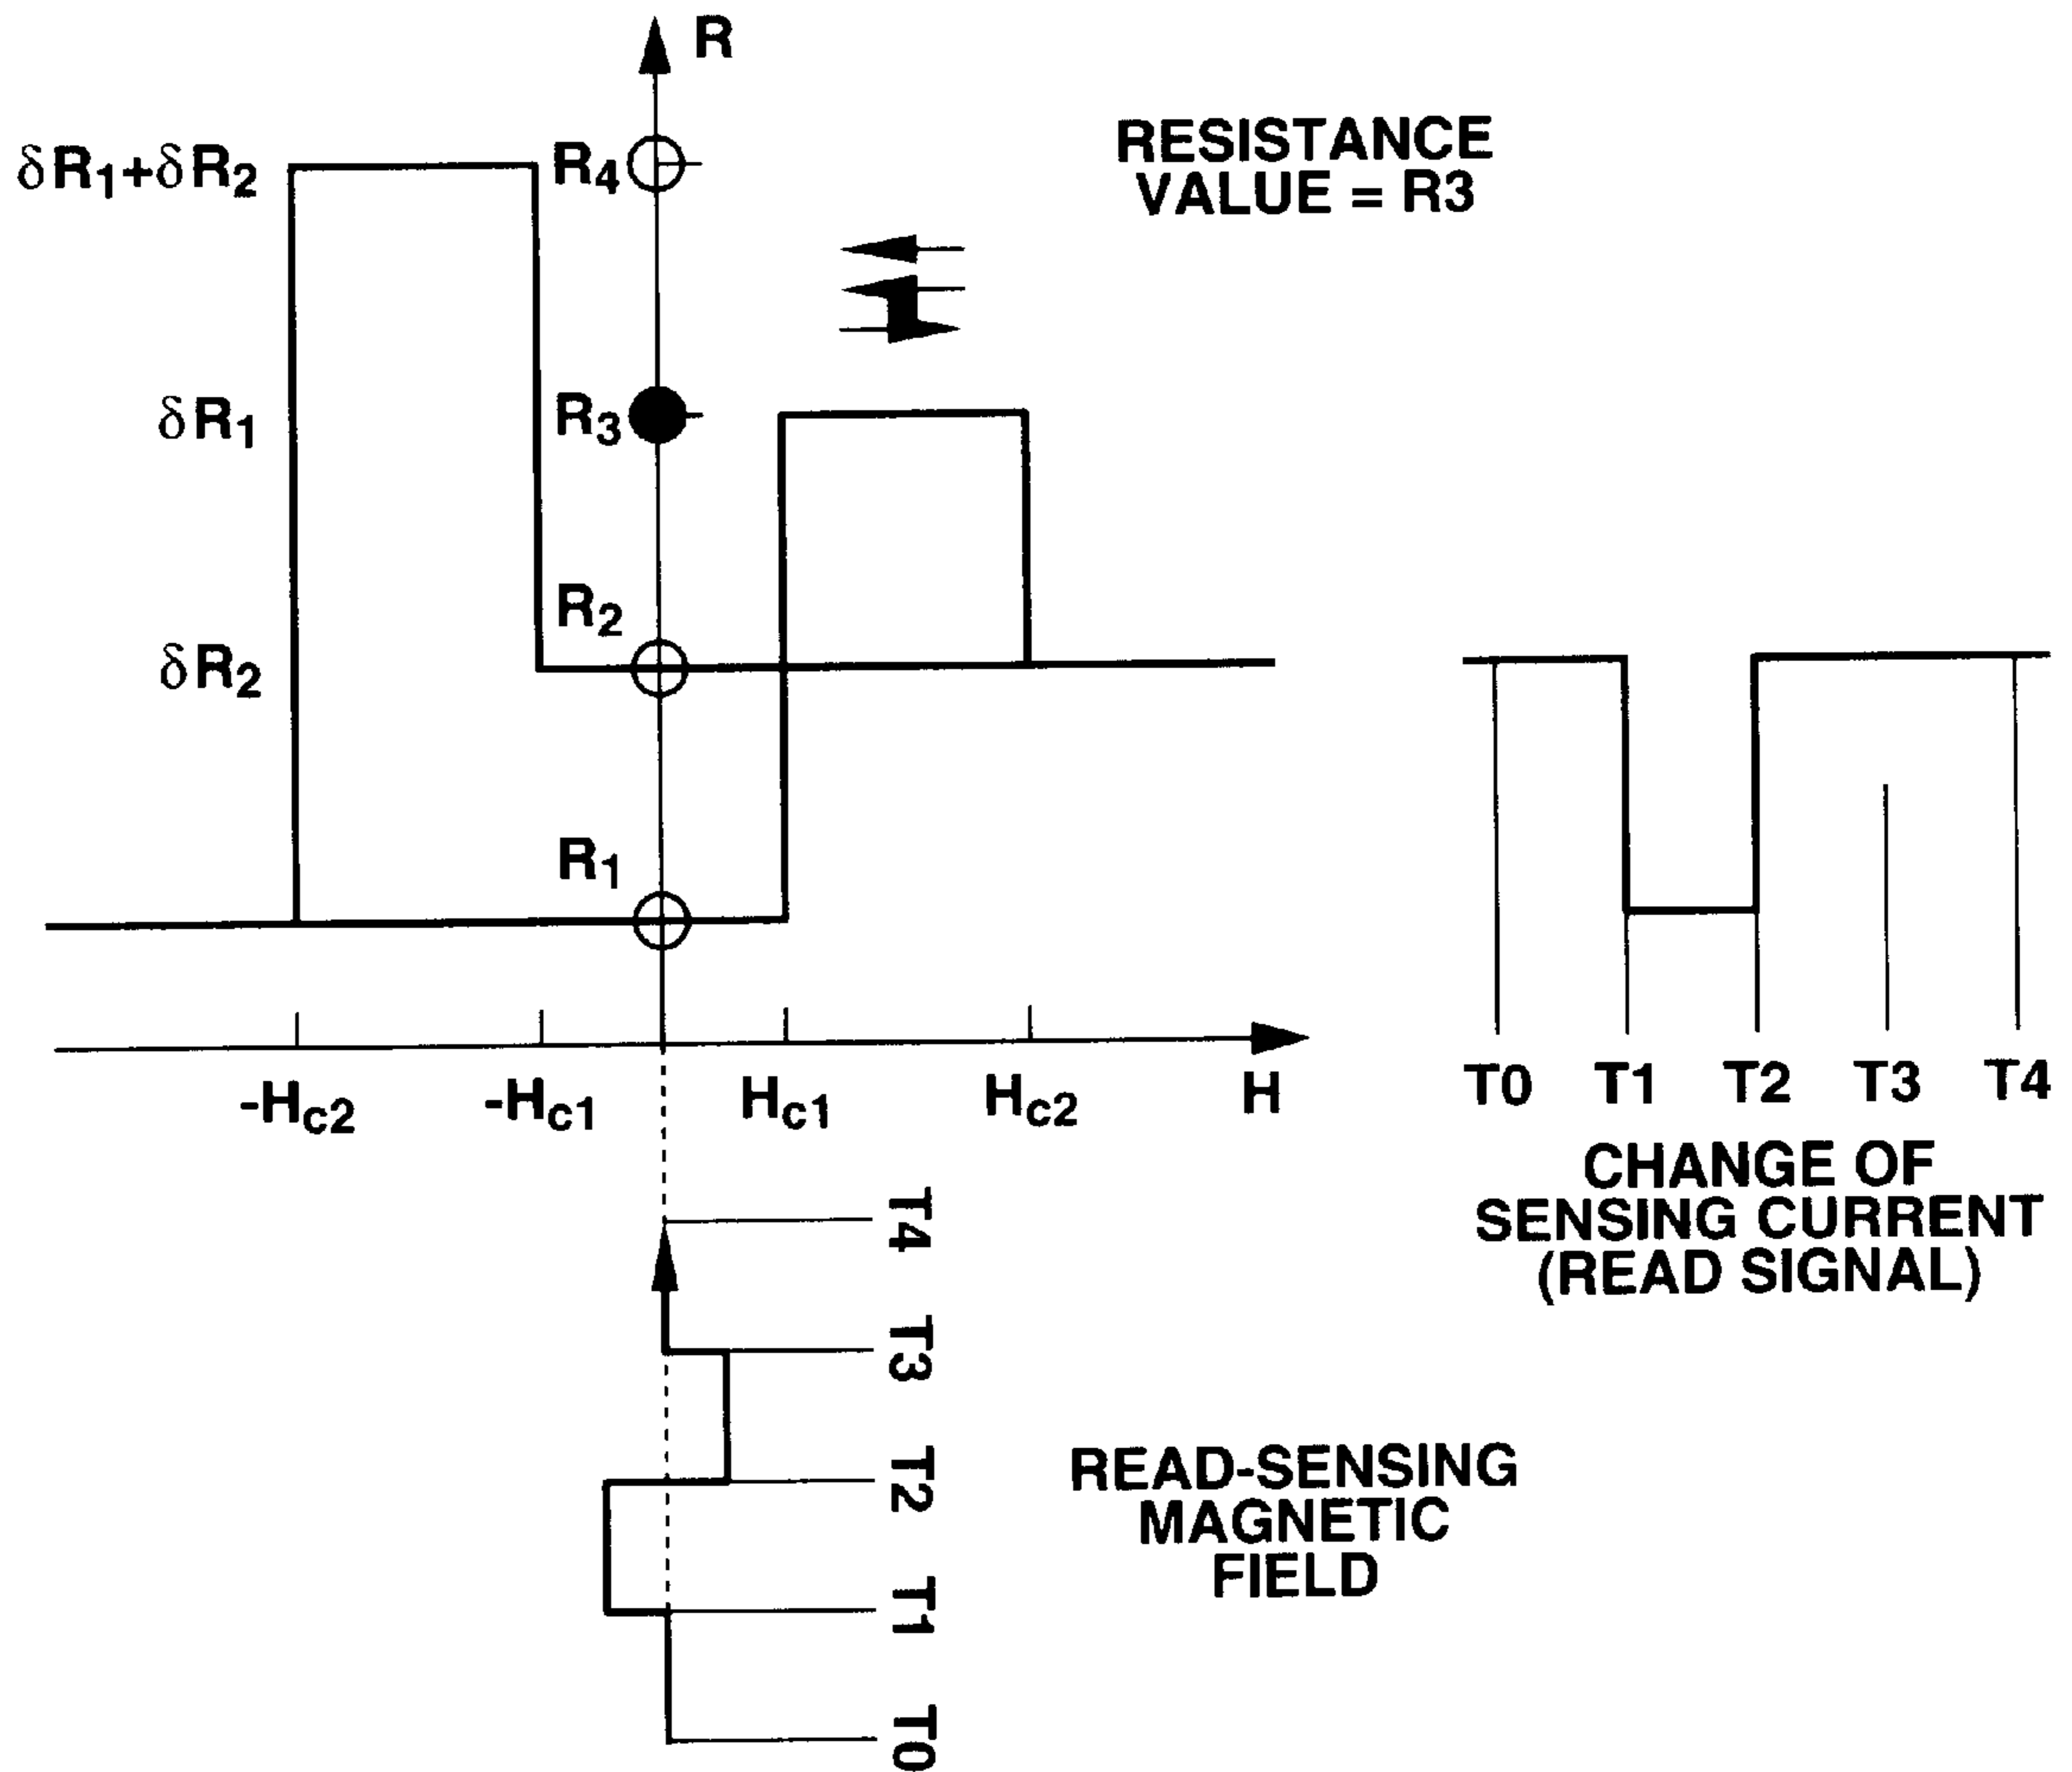 R
RESISTANCE
VALUE = R3
δR1+δR2
R4
δR1
R3
R2
δR2
R1
-Hc2
-Hc1
Hc1
Hc2
H
T0
T1
T2
T3
T4
CHANGE OF
SENSING CURRENT
(READ SIGNAL)
T4
T3
T2
T1
T0
READ-SENSING
MAGNETIC
FIELD